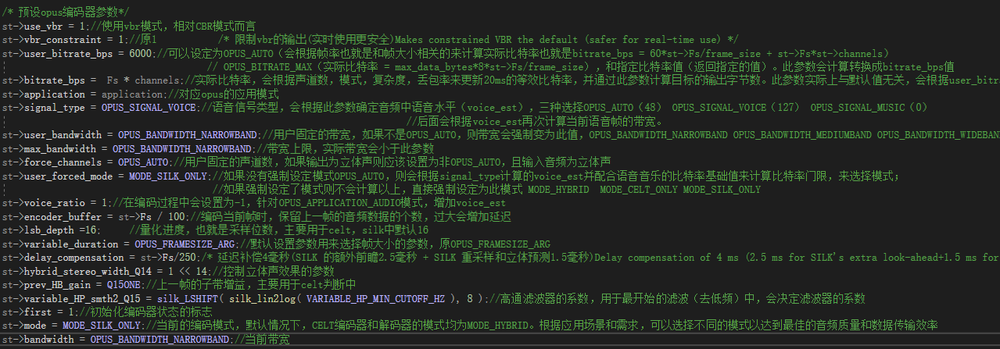 /* 预设opus编码器参数*/
st->use_vbr = 1;//使用vbr模式，相对CBR模式而言
st->vbr_constraint = 1;//原1 /* 限制vbr的输出(实时使用更安全)Makes constrained VBR the default (safer for real-time use) */
st->user_bitrate_bps = 6000;//可以设定为OPUS_AUTO（会根据帧率也就是和帧大小相关的来计算实际比特率也就是bitrate_bps = 60*st->Fs/frame_size + st->Fs*st->channels）
// OPUS_BITRATE_MAX（实际比特率 = max_data_bytes*8*st->Fs/frame_size），和指定比特率值（返回指定的值）。此参数会计算转换成bitrate_bps值
st->bitrate_bps = Fs * channels;//实际比特率，会根据声道数，模式，复杂度，丢包率来更新20ms的等效比特率，并通过此参数计算目标的输出字节数。此参数实际上与默认值无关，会根据user_bit
st->application = application;//对应opus的应用模式
st->signal_type = OPUS_SIGNAL_VOICE;//语音信号类型，会根据此参数确定音频中语音水平（voice_est），三种选择OPUS_AUTO（48） OPUS_SIGNAL_VOICE（127） OPUS_SIGNAL_MUSIC（0）
//后面会根据voice_est再次计算当前语音帧的带宽。
st->user_bandwidth = OPUS_BANDWIDTH_NARROWBAND;//用户固定的带宽，如果不是OPUS_AUTO，则带宽会强制变为此值，OPUS_BANDWIDTH_NARROWBAND OPUS_BANDWIDTH_MEDIUMBAND OPUS_BANDWIDTH_WIDEBAN
st->max_bandwidth = OPUS_BANDWIDTH_NARROWBAND;//带宽上限，实际带宽会小于此参数
st->force_channels = OPUS_AUTO;//用户固定的声道数，如果输出为立体声则应该设置为非OPUS_AUTO，且输入音频为立体声
st->user_forced_mode = MODE_SILK_ONLY;//如果没有强制设定模式OPUS_AUTO，则会根据signal_type计算的voice_est并配合语音音乐的比特率基础值来计算比特率门限，来选择模式；
//如果强制设定了模式则不会计算以上，直接强制设定为此模式 MODE_HYBRID MODE_CELT_ONLY MODE_SILK_ONLY
st->voice_ratio = 1;//在编码过程中会设置为-1，针对OPUS_APPLICATION_AUDIO模式，增加voice_est
st->encoder_buffer = st->Fs / 100;//编码当前帧时，保留上一帧的音频数据的个数，过大会增加延迟
st->lsb_depth =16; //量化进度，也就是采样位数，主要用于celt，silk中默认16
st->variable_duration = OPUS_FRAMESIZE_ARG;//默认设置参数用来选择帧大小的参数，原OPUS_FRAMESIZE_ARG
st->delay_compensation = st->Fs/250;/* 延迟补偿4毫秒(SILK 的额外前瞻2.5毫秒 + SILK 重采样和立体预测1.5毫秒)Delay compensation of 4 ms (2.5 ms for SILK's extra look-ahead+1.5 ms for
st->hybrid_stereo_width_Q14 = 1 << 14;//控制立体声效果的参数
st->prev_HB_gain = Q15ONE;//上一帧的子带增益，主要用于celt判断中
st->variable_HP_smth2_Q15 = silk_LSHIFT( silk_lin2log( VARIABLE_HP_MIN_CUTOFF_HZ ), 8 );//高通滤波器的系数，用于最开始的滤波（去低频）中，会决定滤波器的系数
st->first = 1;//初始化编码器状态的标志
st->mode = MODE_SILK_ONLY;//当前的编码模式，默认情况下，CELT编码器和解码器的模式均为MODE_HYBRID。根据应用场景和需求，可以选择不同的模式以达到最佳的音频质量和数据传输效率
st->bandwidth = OPUS_BANDWIDTH_NARROWBAND;//当前带宽